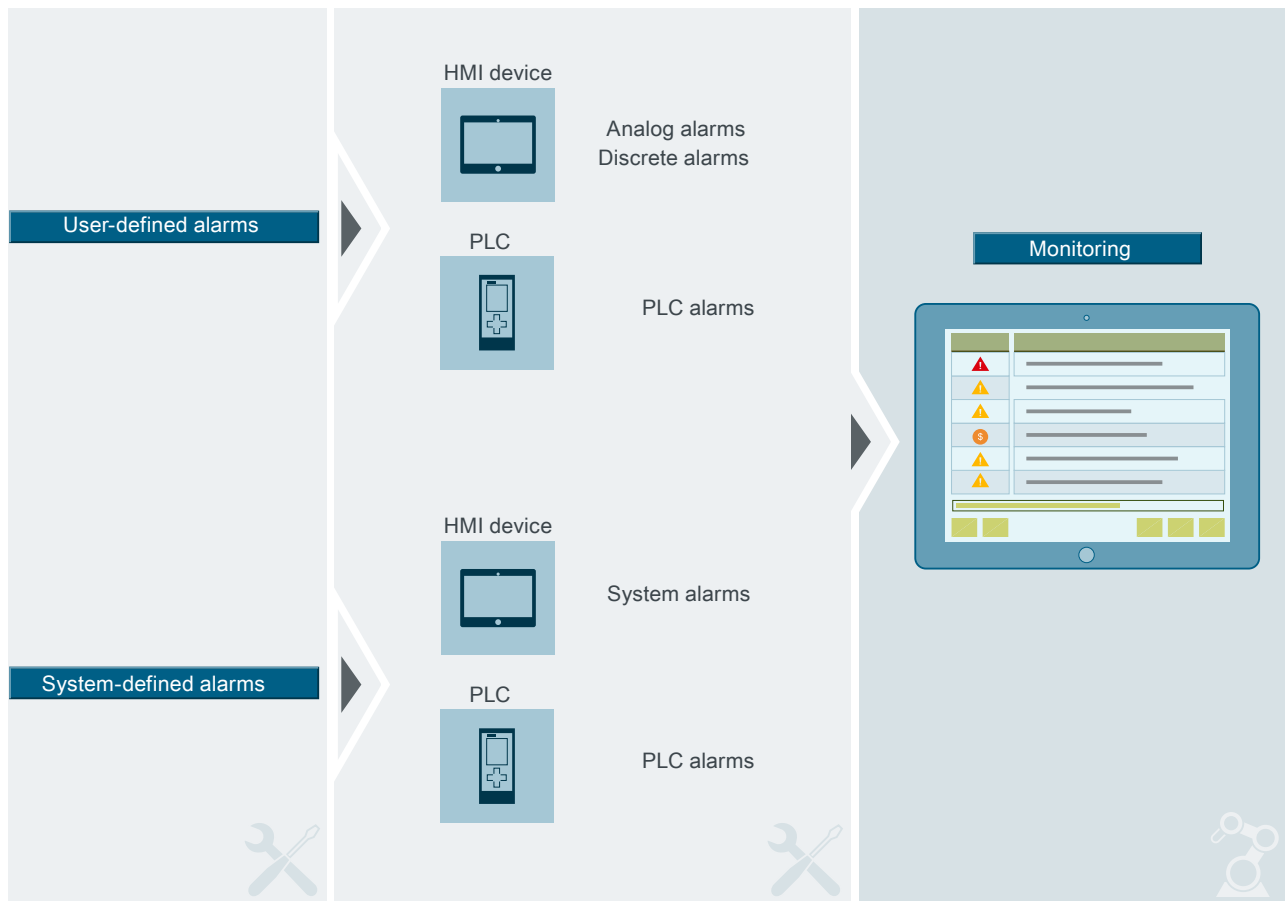 User-defined alarms
System-defined alarms
HMI device
Analog alarms
Discrete alarms
PLC
PLC alarms
HMI device
System alarms
PLC
PLC alarms
Monitoring